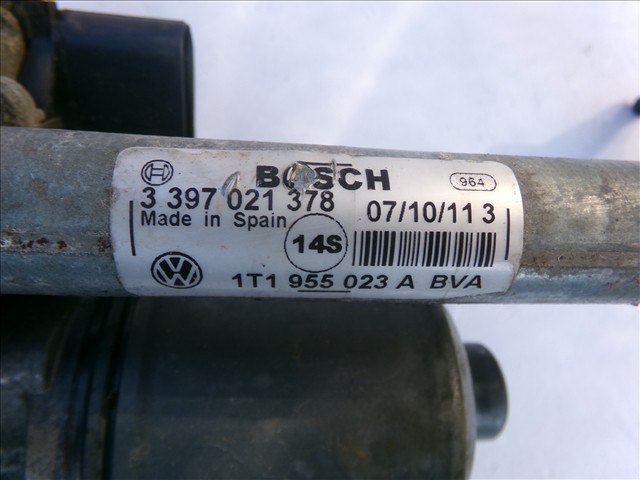 BOSCH
964
3 397 021 378
07/10/11 3
Made in Spain
14S
1T1 955 023 A BVA